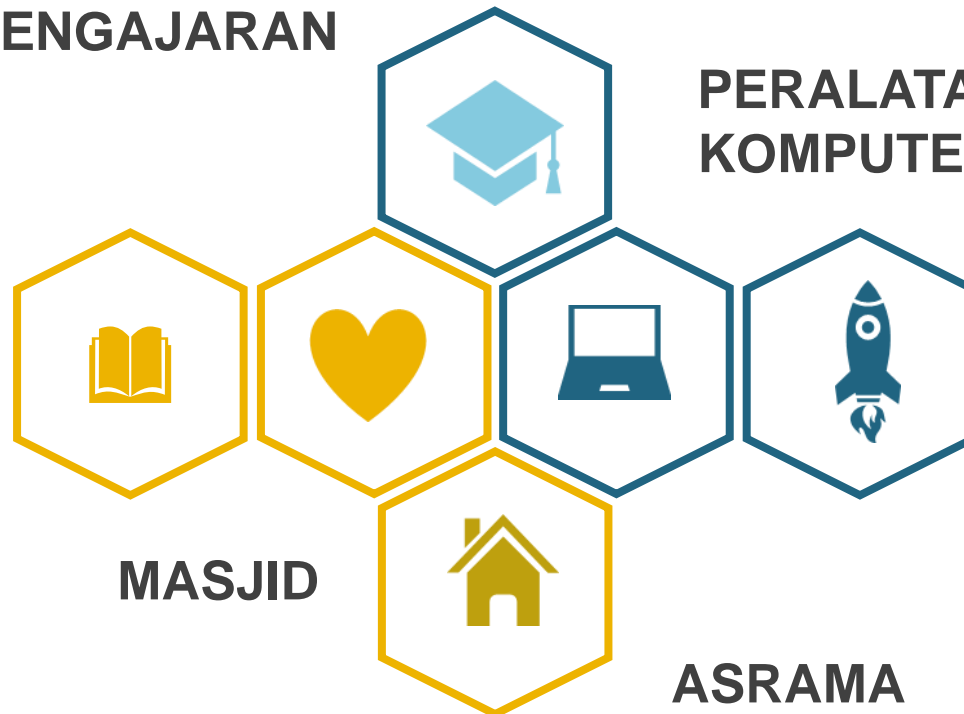 ENGAJARAN
PERALATA
KOMPUTE
MASJID
ASRAMA